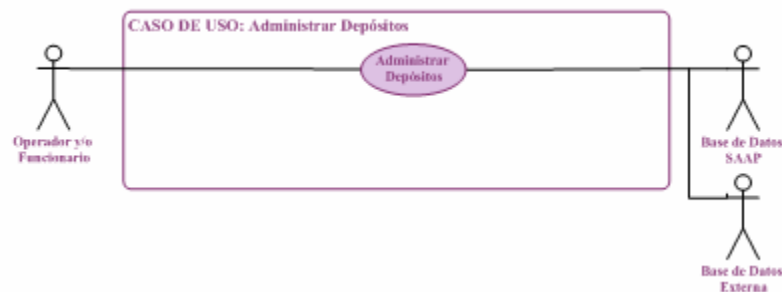 CASO DE USO: Administrar Depósitos
Administrar
Depósitos
Operador y/o
Funcionario
Base de Datos
SAAP
Base de Datos
Externa